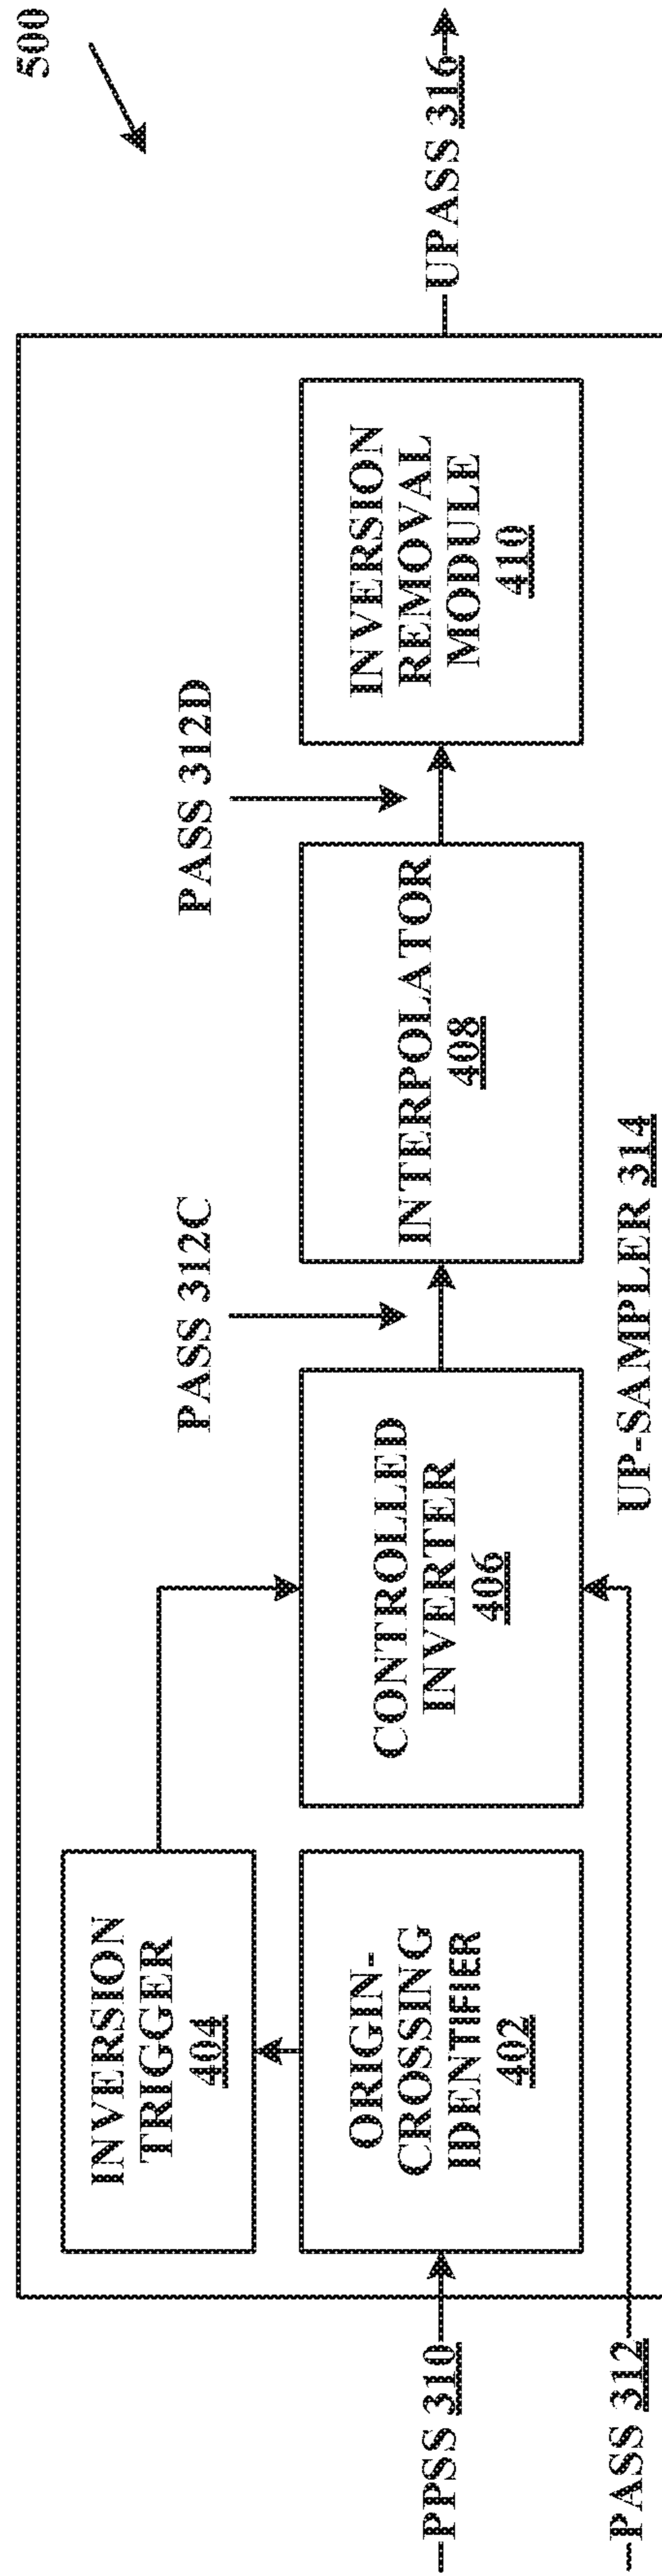 500
PPSS 310
PASS 312
INVERSION
TRIGGER
404
ORIGIN-
CROSSING
IDENTIFIER
402
CONTROLLED
INVERTER
406
PASS 312C
INTERPOLATOR
408
PASS 312D
INVERSION
REMOVAL
MODULE
410
UPASS 316
UP-SAMPLER 314